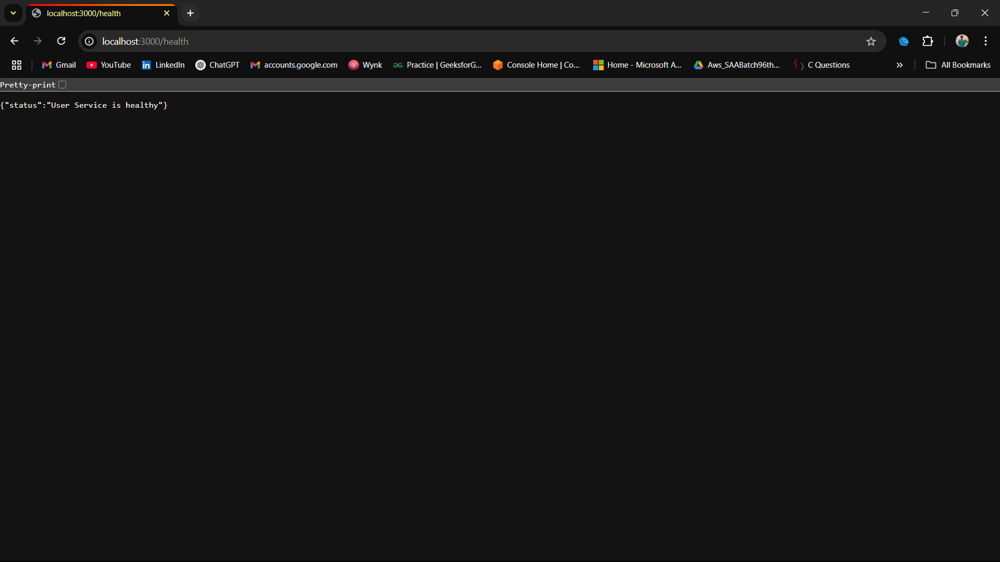 localhost:3000/health
localhost:3000/health
Gmail YouTube LinkedIn ChatGPT accounts.google.com Wynk Practice | GeeksforG... Console Home | Co... Home - Microsoft A... Aws_SAABatch96th... C Questions All Bookmarks
Pretty-print
{"status":"User Service is healthy"}